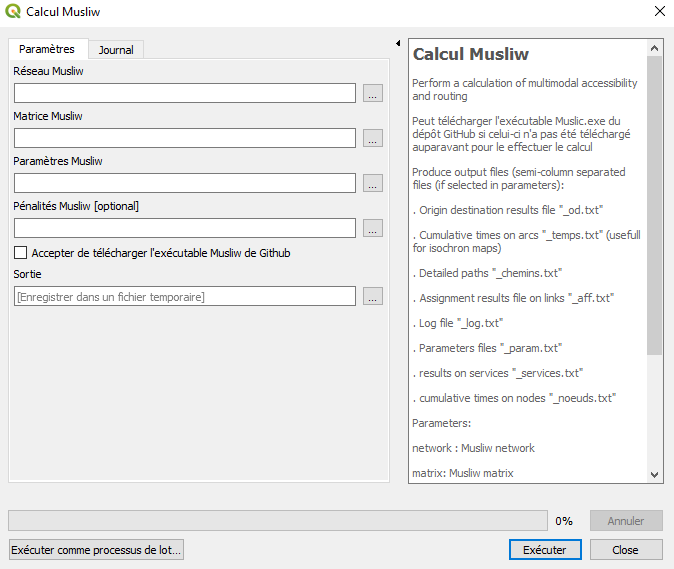 Calcul Musliw
Paramètres
Journal
Réseau Musliw
...
Matrice Musliw
...
Paramètres Musliw
...
Pénalités Musliw [optional]
...
Accepter de télécharger l'exécutable Musliw de Github
Sortie
[Enregistrer dans un fichier temporaire]
...
Calcul Musliw
Perform a calculation of multimodal accessibility
and routing
Peut télécharger l'exécutable Muslic.exe du
dépôt GitHub si celui-ci n'a pas été téléchargé
auparavant pour le effectuer le calcul
Produce output files (semi-column separated
files (if selected in parameters):
. Origin destination results file "_od.txt"
. Cumulative times on arcs "_temps.txt" (usefull
for isochron maps)
. Detailed paths "_chemins.txt"
. Assignment results file on links "_aff.txt"
. Log file "_log.txt"
. Parameters files "_param.txt"
. results on services "_services.txt"
. cumulative times on nodes "_noeuds.txt"
Parameters:
network : Musliw network
matrix: Musliw matrix
0%
Annuler
Exécuter comme processus de lot...
Exécuter
Close